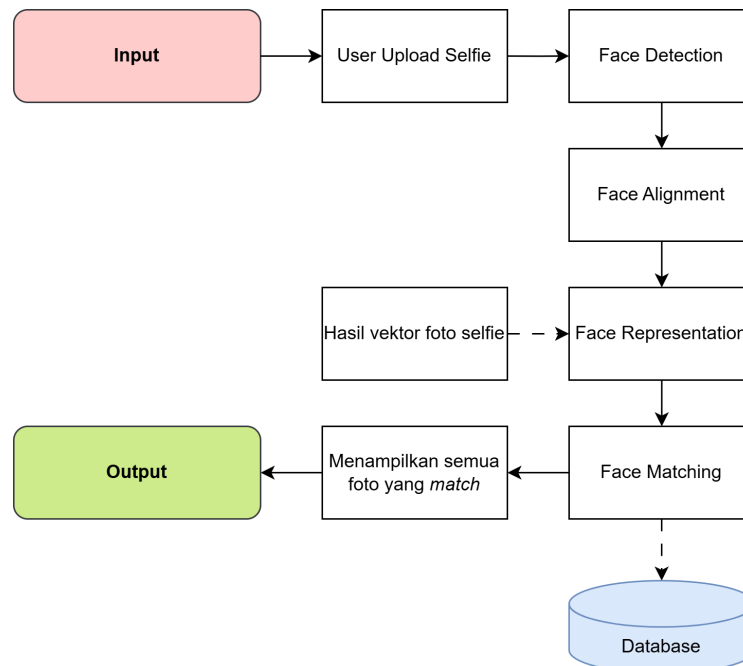 Input
User Upload Selfie
Face Detection
Face Alignment
Hasil vektor foto selfie
Face Representation
Output
Menampilkan semua
foto yang match
Face Matching
Database